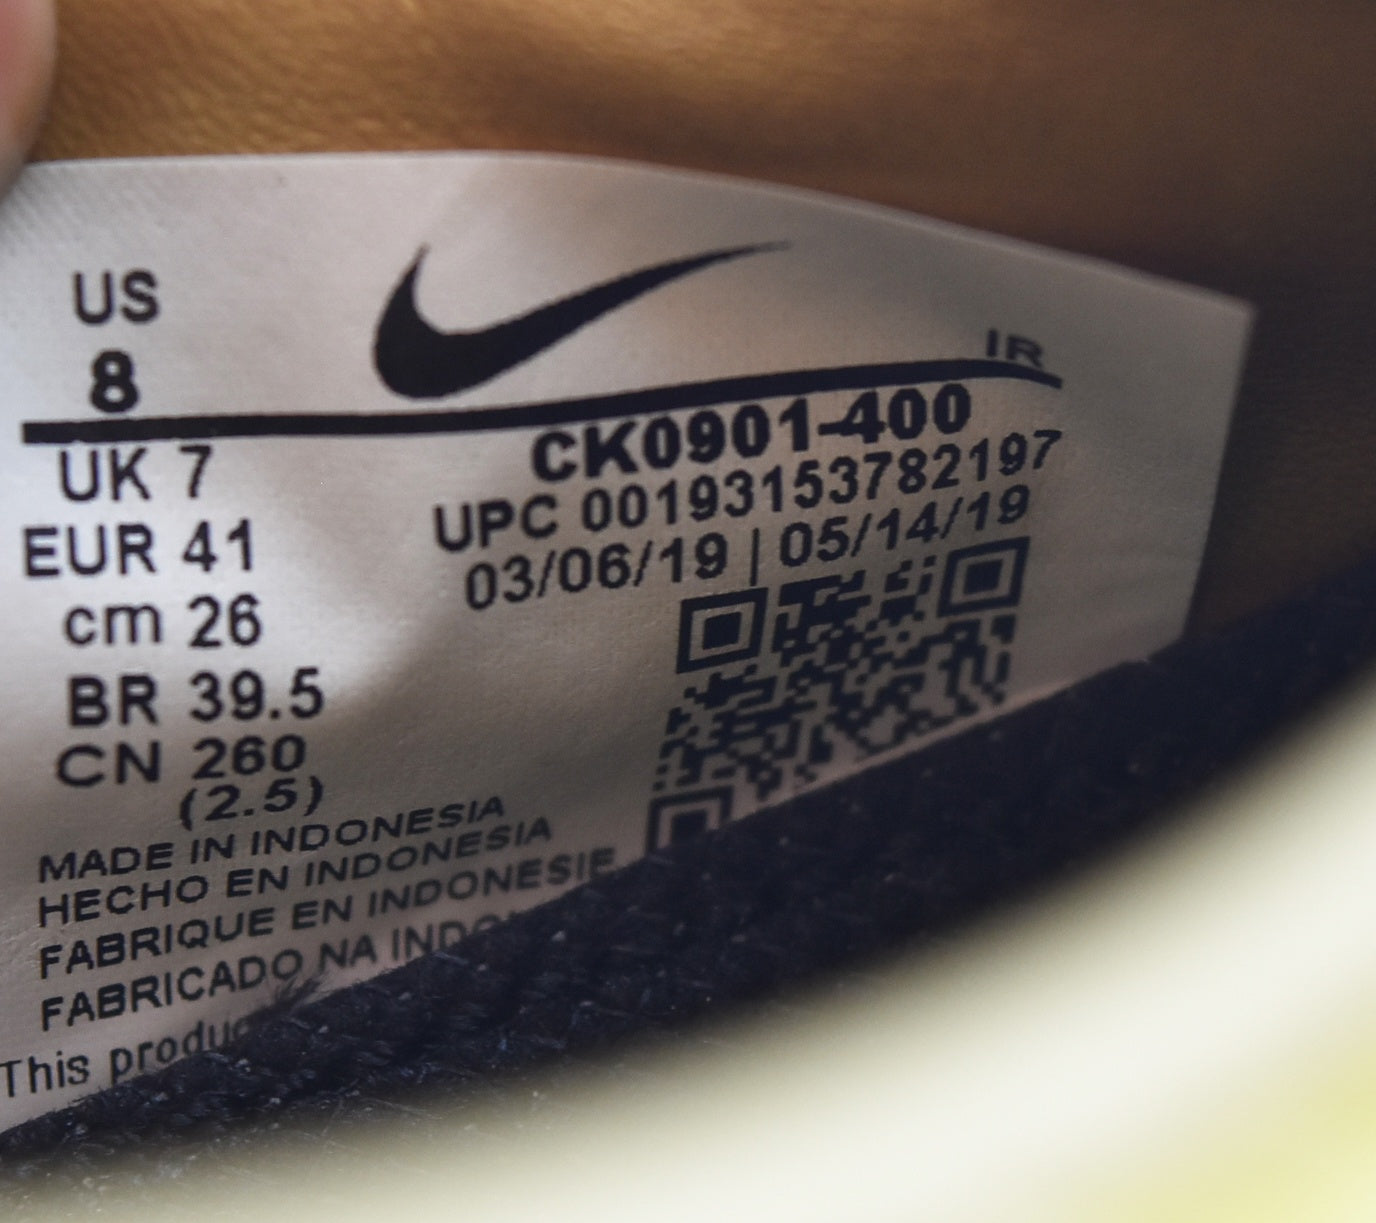 US
8
UK 7
EUR 41
cm 26
BR 39.5
CN 260
(2.5)
IR
CK0901-400
UPC 00193153782197
03/06/19 | 05/14/19
MADE IN INDONESIA
HECHO EN INDONESIA
FABRIQUE EN INDONESIE
FABRICADO NA
This